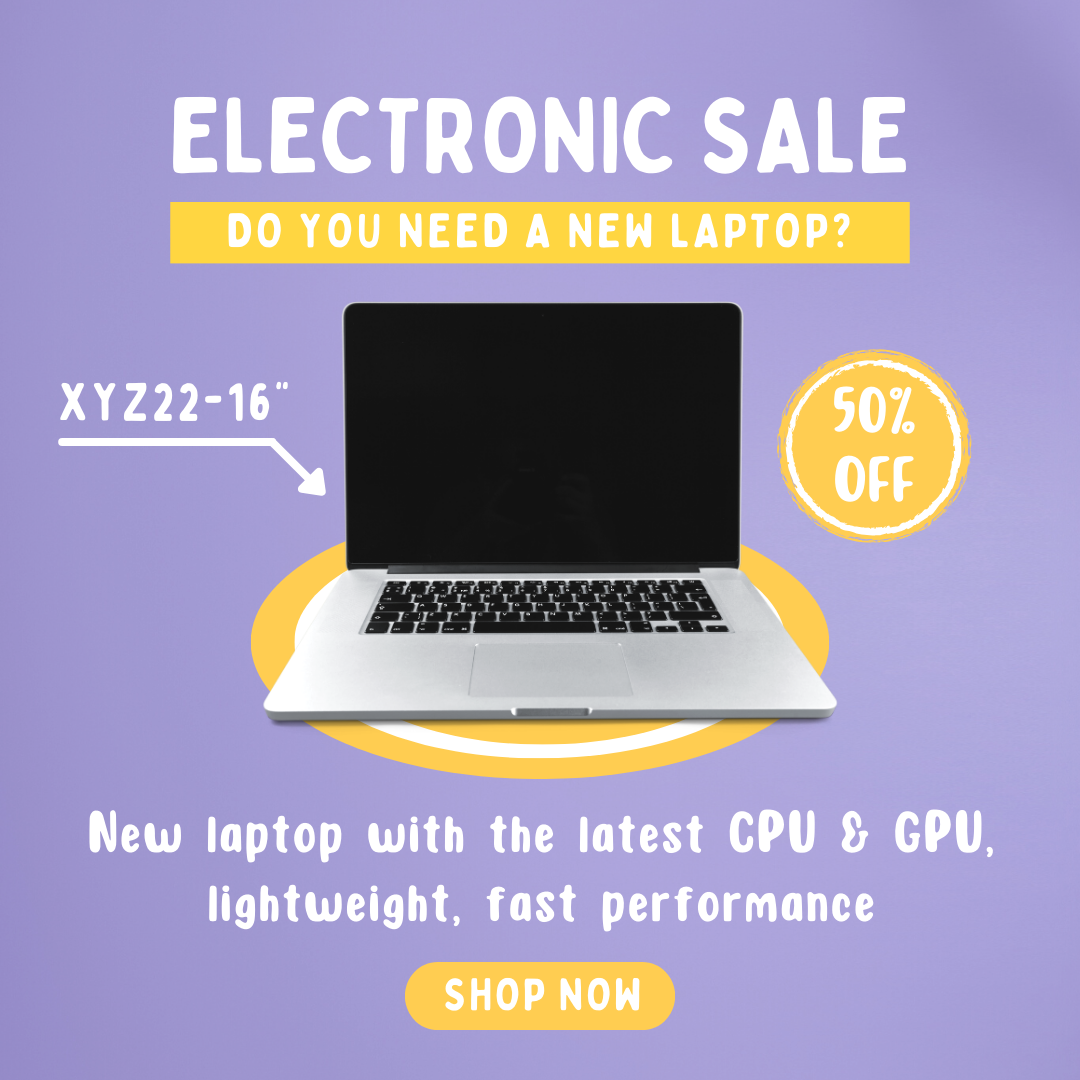 ELECTRONIC SALE
DO YOU NEED A NEW LAPTOP?
XYZ22-16"
50%
OFF
New laptop with the latest CPU & GPU,
lightweight, fast performance
SHOP NOW